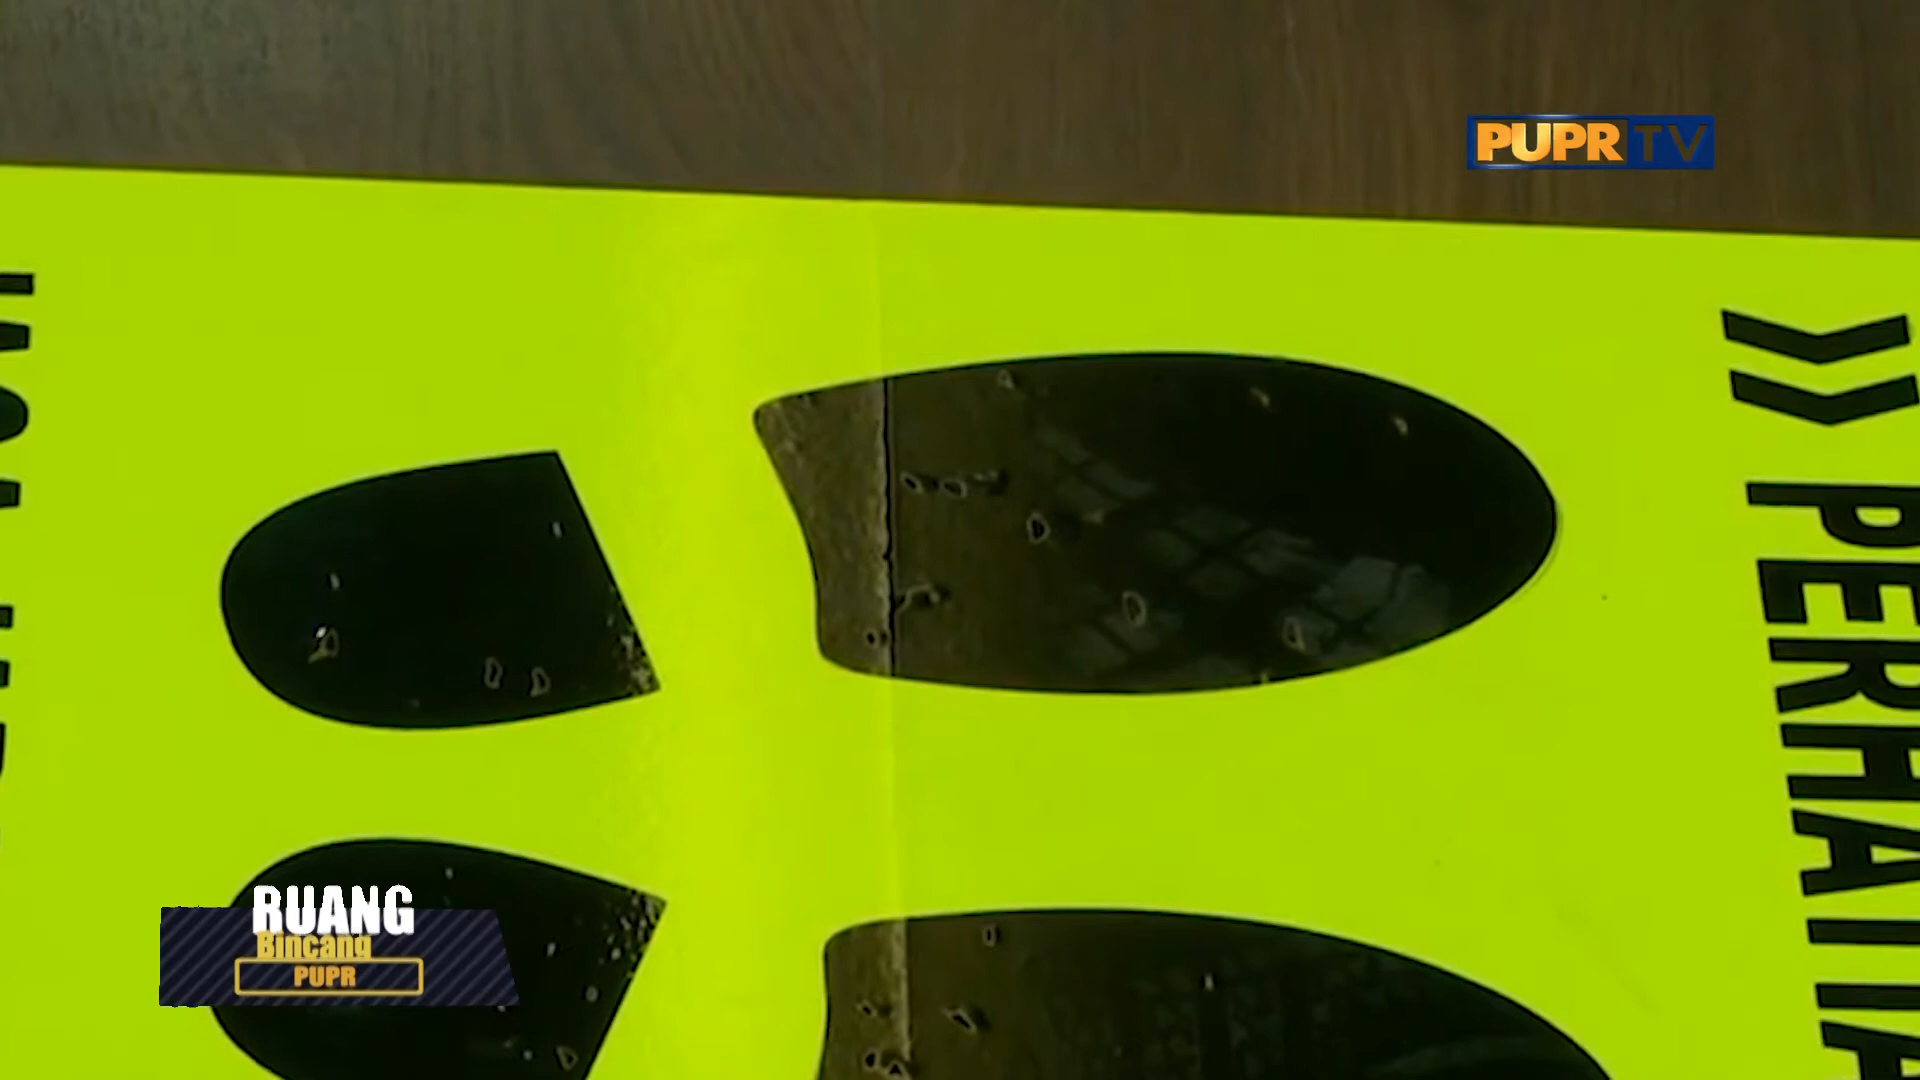 PUPR TV
>> PERHATIA
RUANG
Bincang
PUPR